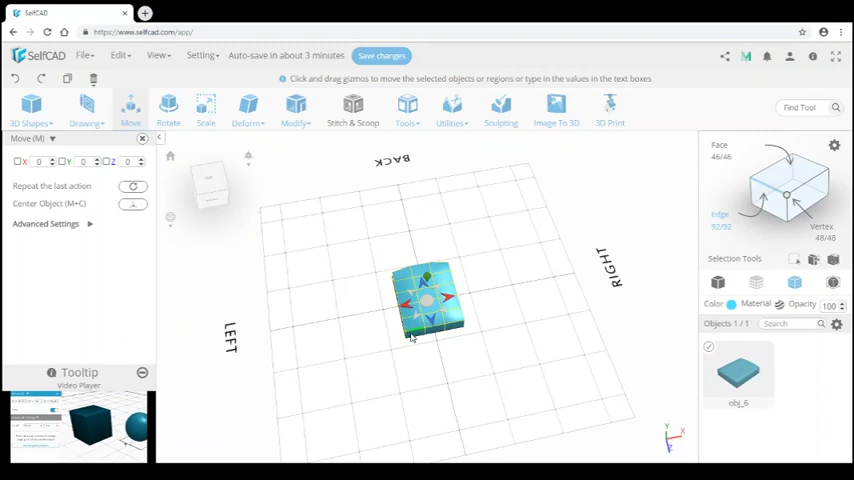 SelfCAD
https://www.selfcad.com/app/
SelfCAD File Edit View Setting Auto-save in about 3 minutes Save changes
Click and drag gizmos to move the selected objects or regions or type in the values in the text boxes
3D Shapes Drawing Move Rotate Scale Deform Modify Stitch & Scoop Tools Utilities Sculpting Image To 3D 3D Print Find Tool
Move (M)
X 0 Y 0 Z 0
Repeat the last action
Center Object (M+C)
Advanced Settings
Tooltip
Video Player
BACK
RIGHT
LEFT
Y
X
Z
Face
46/46
Edge
92/92
Vertex
48/48
Selection Tools
Color Material Opacity 100
Objects 1 / 1 Search
obj_6